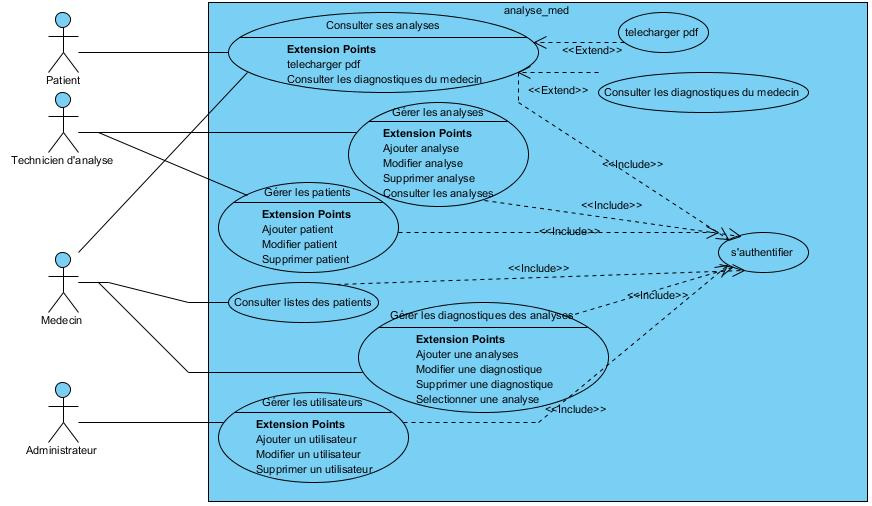 analyse_med
Consulter ses analyses
Extension Points
telecharger pdf
Consulter les diagnostiques du medecin
telecharger pdf
<<Extend>>
Patient
Consulter les diagnostiques du medecin
<<Extend>>
Technicien d'analyse
Gérer les analyses
Extension Points
Ajouter analyse
Modifier analyse
Supprimer analyse
Consulter les analyses
<<Include>>
Gérer les patients
Extension Points
Ajouter patient
Modifier patient
Supprimer patient
<<Include>>
<<Include>>
s'authentifier
Medecin
Consulter listes des patients
<<Include>>
Gérer les diagnostiques des analyses
Extension Points
Ajouter une analyses
Modifier une diagnostique
Supprimer une diagnostique
Selectionner une analyse
<<Include>>
Administrateur
Gérer les utilisateurs
Extension Points
Ajouter un utilisateur
Modifier un utilisateur
Supprimer un utilisateur
<<Include>>